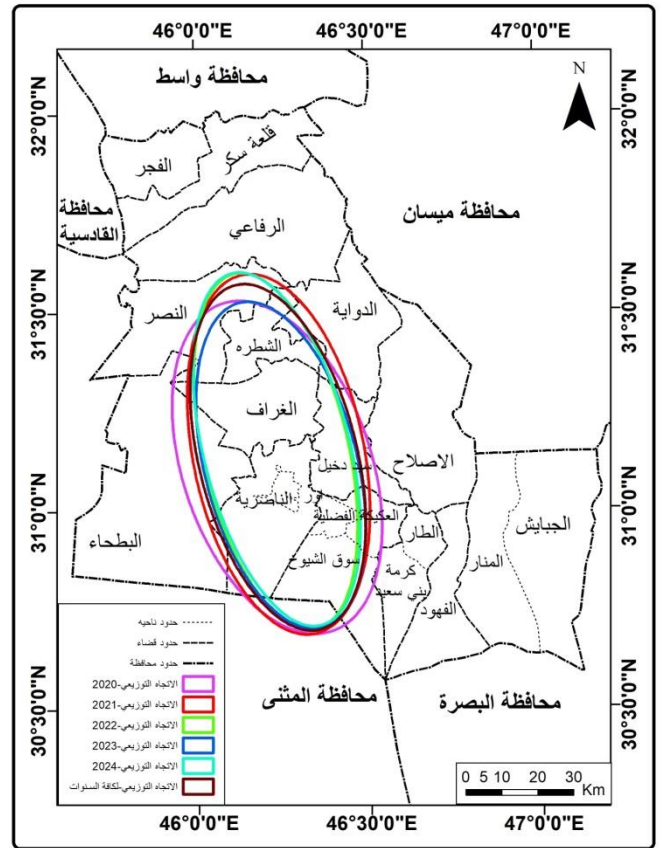 46°0'0"E 46°30'0"E 47°0'0"E
32°0'0"N 32°0'0"N
31°30'0"N 31°30'0"N
31°0'0"N 31°0'0"N
30°30'0"N 30°30'0"N
N
محافظة واسط
قلعة سكر
الفجر
محافظة
القادسية
محافظة ميسان
الرفاعي
النصر
الدواية
الشطره
الغراف
سيد دخيل
الاصلاح
الناصرية
اور
الفضلية
العكيكة
الطار
الجبايش
المنار
البطحاء
سوق الشيوخ
كرمة
بني سعيد
الفهود
محافظة المثنى
محافظة البصرة
حدود ناحيه
حدود قضاء
حدود محافظة
الاتجاه التوزيعي-2020
الاتجاه التوزيعي-2021
الاتجاه التوزيعي-2022
الاتجاه التوزيعي-2023
الاتجاه التوزيعي-2024
الاتجاه التوزيعي-لكافة السنوات
0 5 10 20 30
Km
46°0'0"E 46°30'0"E 47°0'0"E